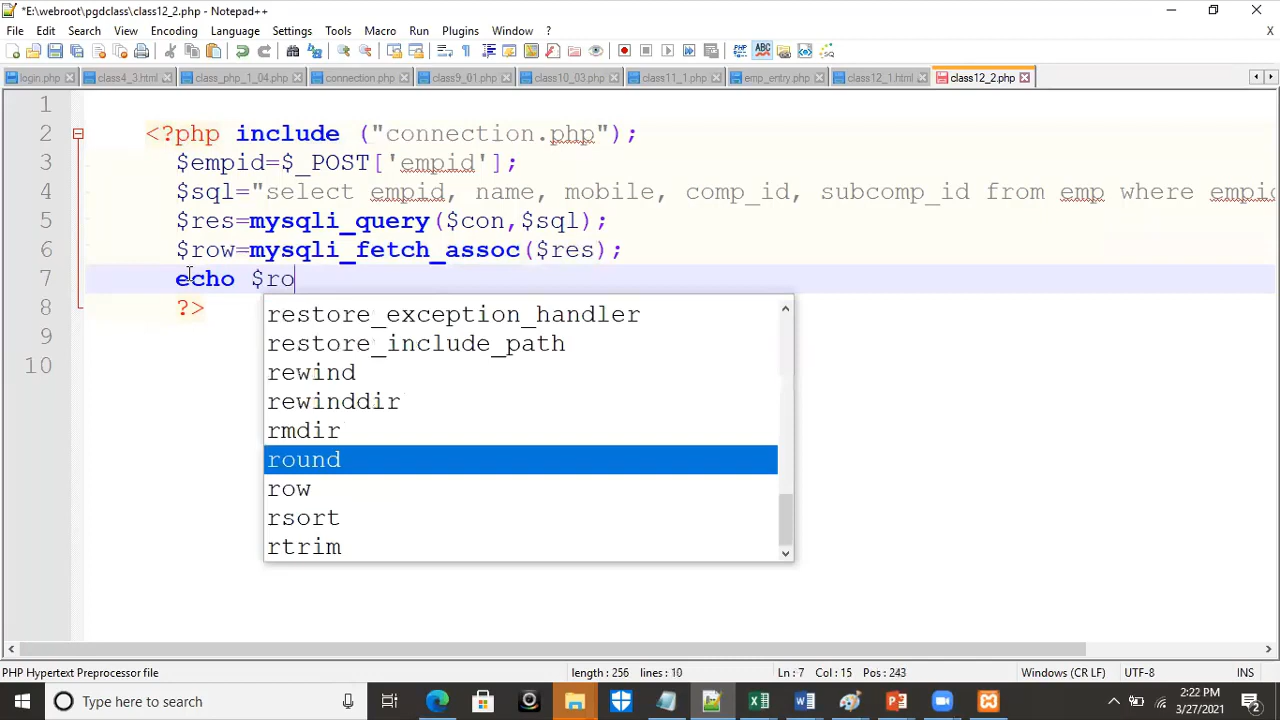 *E:\webroot\pgdclass\class12_2.php - Notepad++
File Edit Search View Encoding Language Settings Tools Macro Run Plugins Window ? X
login.php class4_3.html class_php_1_04.php connection.php class9_01.php class10_03.php class11_1.php emp_entry.php class12_1.html class12_2.php
1
2 <?php include ("connection.php");
3 $empid=$_POST['empid'];
4 $sql="select empid, name, mobile, comp_id, subcomp_id from emp where empid
5 $res=mysqli_query($con,$sql);
6 $row=mysqli_fetch_assoc($res);
7 echo $ro
8 ?>
9
10
restore_exception_handler
restore_include_path
rewind
rewinddir
rmdir
round
row
rsort
rtrim
PHP Hypertext Preprocessor file length : 256 lines : 10 Ln : 7 Col : 15 Pos : 243 Windows (CR LF) UTF-8 INS
Type here to search
2:22 PM
3/27/2021
2